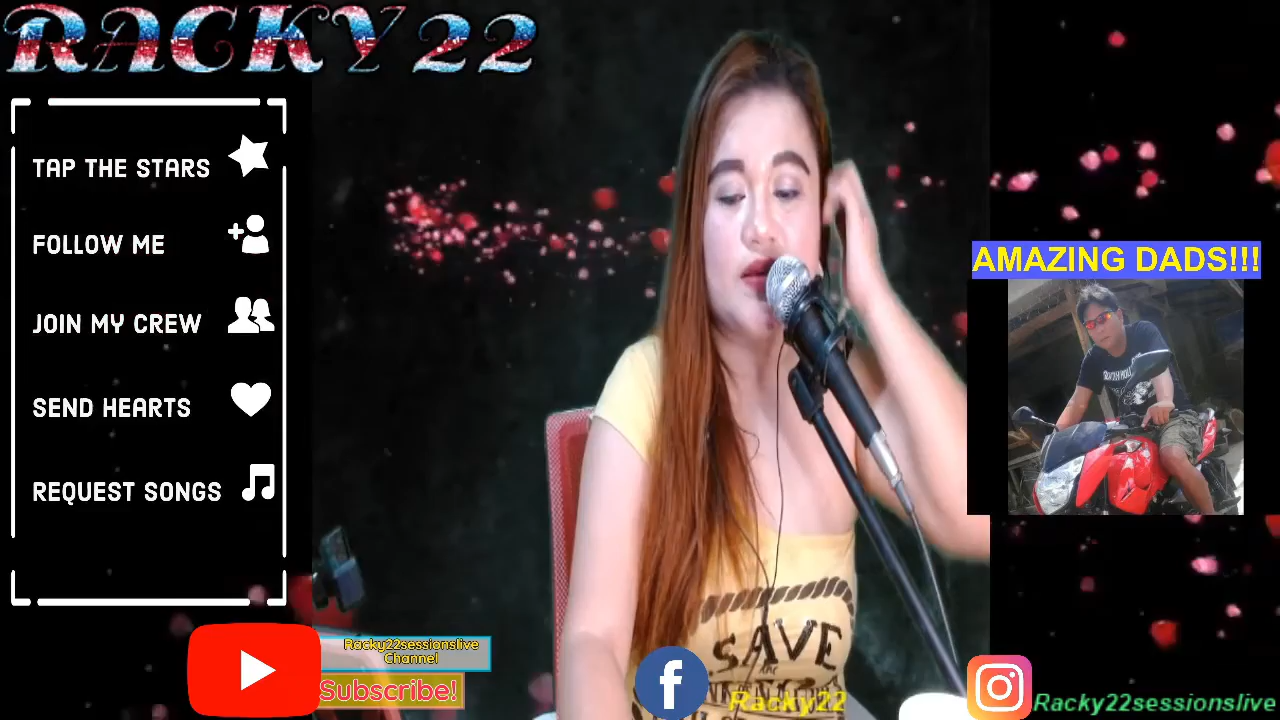 RACKY22
TAP THE STARS
FOLLOW ME
JOIN MY CREW
SEND HEARTS
REQUEST SONGS
AMAZING DADS!!!
SAVE
Racky22sessionslive
Channel
Subscribe!
Racky22
Racky22sessionslive